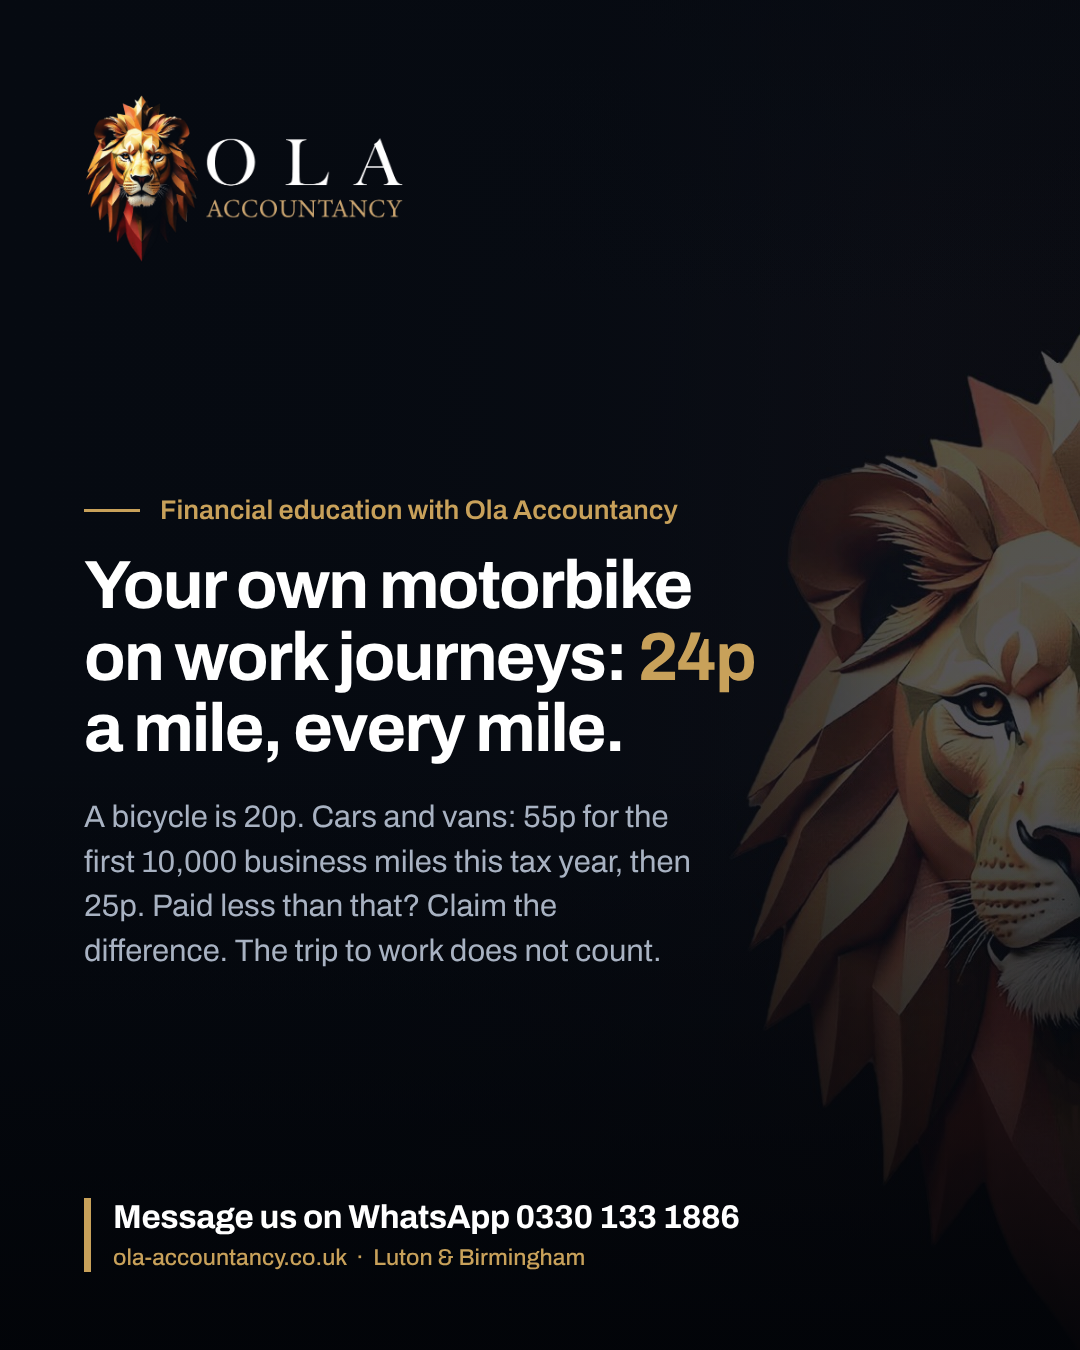 OLA
ACCOUNTANCY
Financial education with Ola Accountancy
Your own motorbike
on work journeys: 24p
a mile, every mile.
A bicycle is 20p. Cars and vans: 55p for the
first 10,000 business miles this tax year, then
25p. Paid less than that? Claim the
difference. The trip to work does not count.
Message us on WhatsApp 0330 133 1886
ola-accountancy.co.uk · Luton & Birmingham